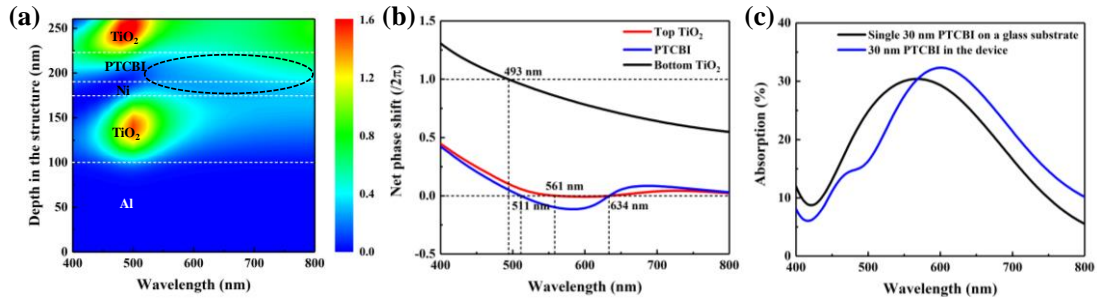 (a)
TiO₂
PTCBI
Ni
TiO₂
Al
Depth in the structure (nm)
250
200
150
100
50
0
400 500 600 700 800
Wavelength (nm)
1.6
1.2
0.8
0.4
0.0
(b)
Top TiO₂
PTCBI
Bottom TiO₂
493 nm
561 nm
511 nm
634 nm
Net phase shift (/2π)
1.5
1.0
0.5
0.0
-0.5
400 500 600 700 800
Wavelength (nm)
(c)
Single 30 nm PTCBI on a glass substrate
30 nm PTCBI in the device
Absorption (%)
40
30
20
10
0
400 500 600 700 800
Wavelength (nm)